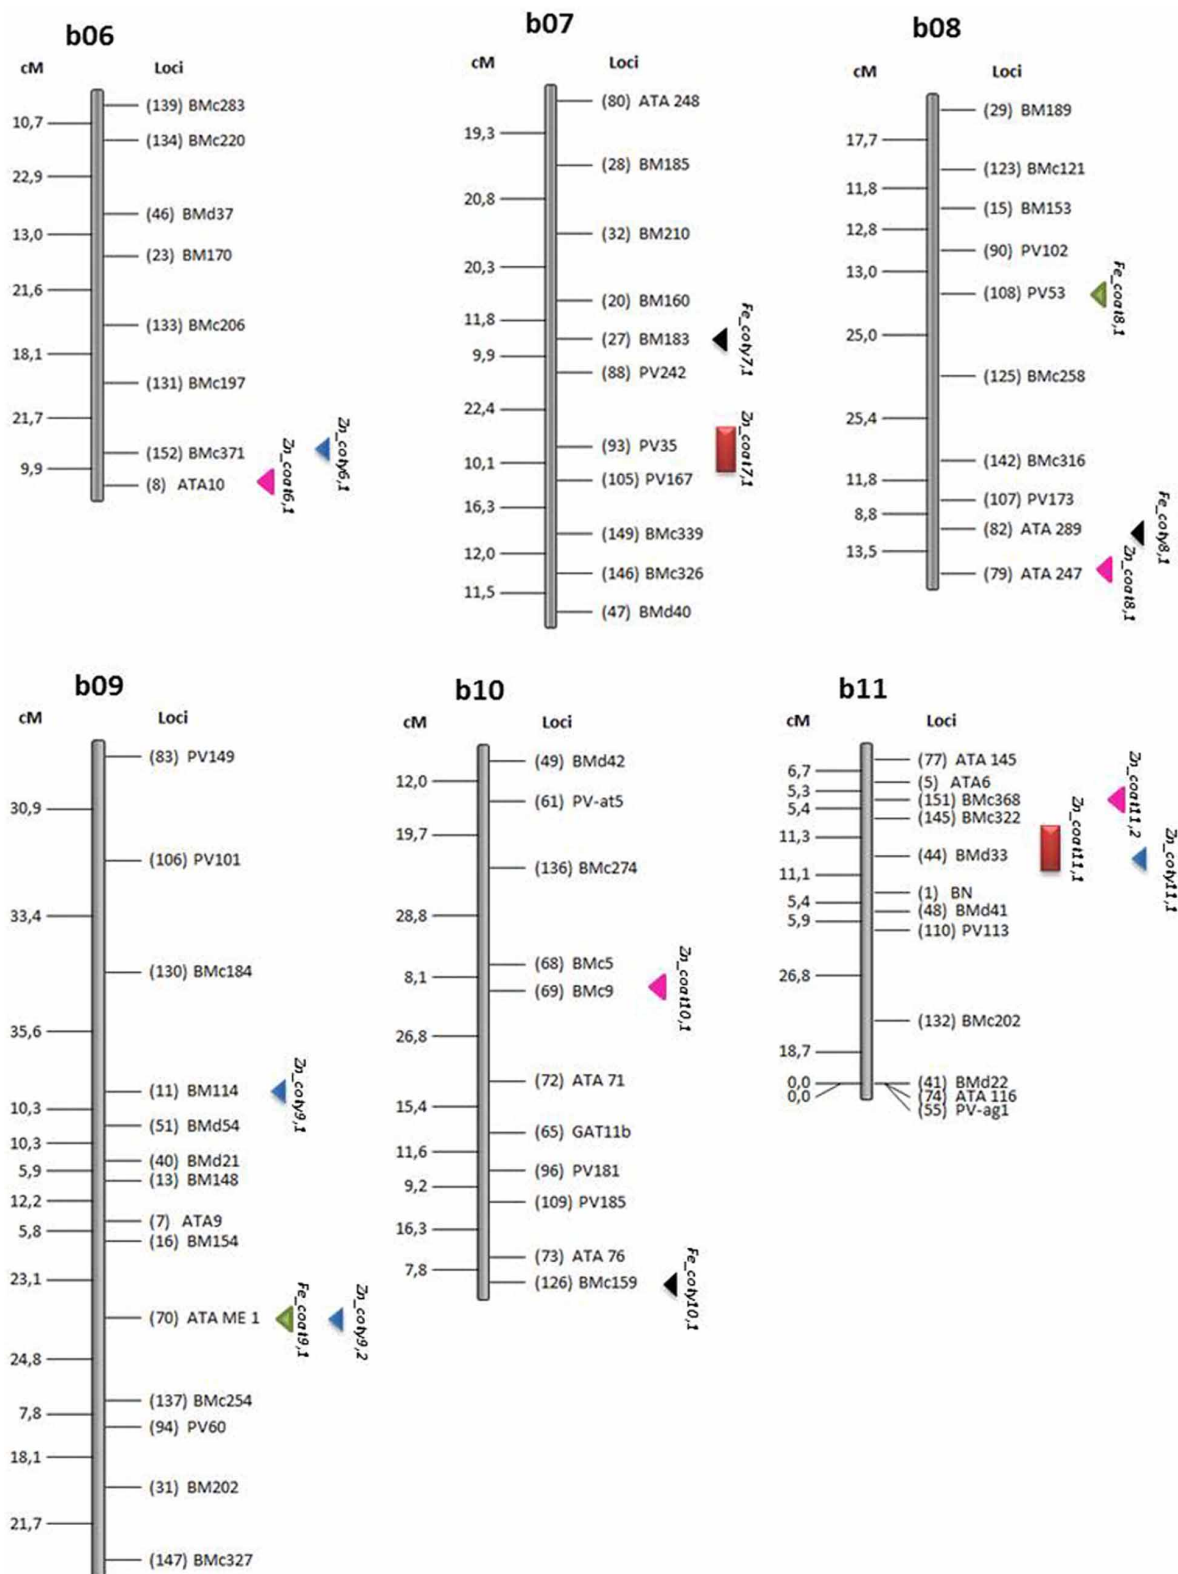 b06
cM Loci
(139) BMc283
10,7
(134) BMc220
22,9
(46) BMd37
13,0
(23) BM170
21,6
(133) BMc206
18,1
(131) BMc197
21,7
(152) BMc371
9,9
(8) ATA10
Zn_coat6,1
Zn_coty6,1
b07
cM Loci
(80) ATA 248
19,3
(28) BM185
20,8
(32) BM210
20,3
(20) BM160
11,8
(27) BM183
9,9
(88) PV242
22,4
(93) PV35
10,1
(105) PV167
16,3
(149) BMc339
12,0
(146) BMc326
11,5
(47) BMd40
Fe_coty7,1
Zn_coat7,1
b08
cM Loci
(29) BM189
17,7
(123) BMc121
11,8
(15) BM153
12,8
(90) PV102
13,0
(108) PV53
25,0
(125) BMc258
25,4
(142) BMc316
11,8
(107) PV173
8,8
(82) ATA 289
13,5
(79) ATA 247
Fe_coat8,1
Fe_coty8,1
Zn_coat8,1
b09
cM Loci
(83) PV149
30,9
(106) PV101
33,4
(130) BMc184
35,6
(11) BM114
10,3
(51) BMd54
10,3
(40) BMd21
5,9
(13) BM148
12,2
(7) ATA9
5,8
(16) BM154
23,1
(70) ATA ME 1
24,8
(137) BMc254
7,8
(94) PV60
18,1
(31) BM202
21,7
(147) BMc327
Zn_coty9,1
Fe_coat9,1
Zn_coty9,2
b10
cM Loci
(49) BMd42
12,0
(61) PV-at5
19,7
(136) BMc274
28,8
(68) BMc5
8,1
(69) BMc9
26,8
(72) ATA 71
15,4
(65) GAT11b
11,6
(96) PV181
9,2
(109) PV185
16,3
(73) ATA 76
7,8
(126) BMc159
Zn_coat10,1
Fe_coty10,1
b11
cM Loci
(77) ATA 145
6,7
(5) ATA6
5,3
(151) BMc368
5,4
(145) BMc322
11,3
(44) BMd33
11,1
(1) BN
5,4
(48) BMd41
5,9
(110) PV113
26,8
(132) BMc202
18,7
(41) BMd22
0,0
(74) ATA 116
0,0
(55) PV-ag1
Zn_coat11,1
Zn_coat11,2
Zn_coty11,1